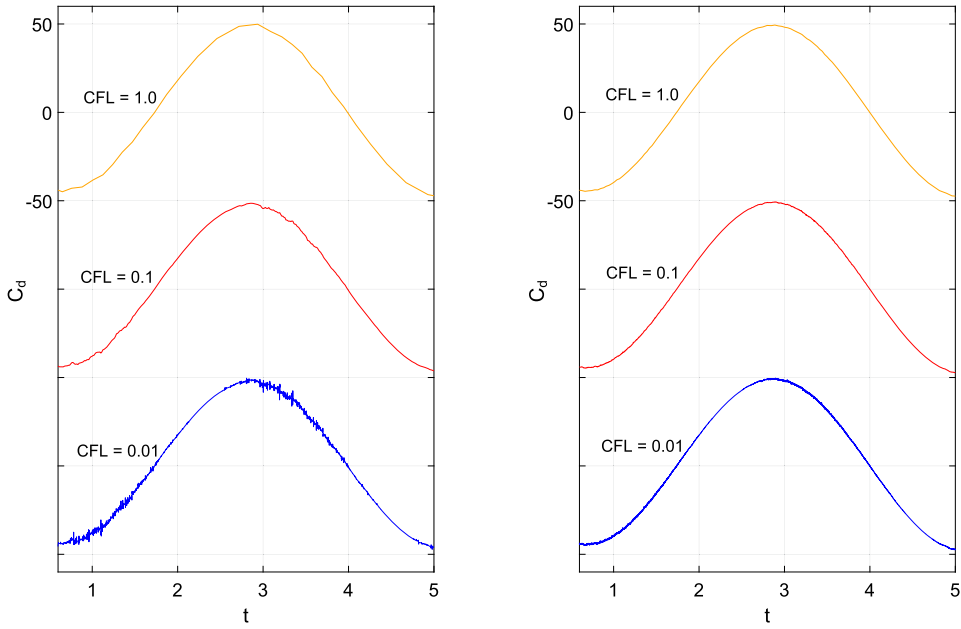 50
CFL = 1.0
0
-50
CFL = 0.1
C_d
CFL = 0.01
1 2 3 4 5
t
50
CFL = 1.0
0
-50
CFL = 0.1
C_d
CFL = 0.01
1 2 3 4 5
t